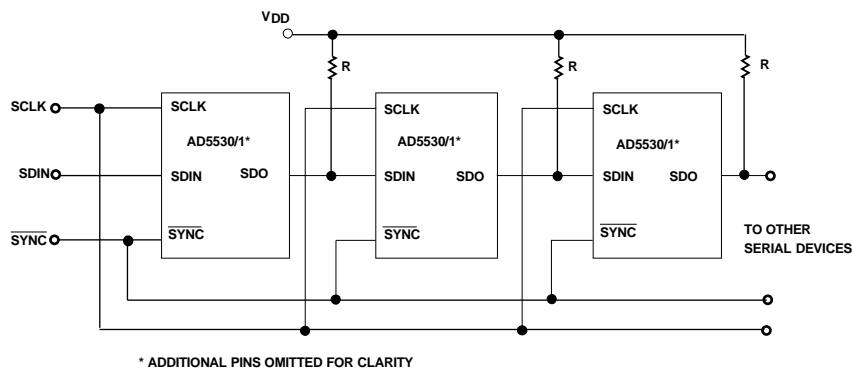 VDD
R
R
R
SCLK
SCLK
SCLK
SCLK
AD5530/1*
AD5530/1*
AD5530/1*
SDIN
SDIN
SDO
SDIN
SDO
SDIN
SDO
SYNC
SYNC
SYNC
SYNC
TO OTHER
SERIAL DEVICES
* ADDITIONAL PINS OMITTED FOR CLARITY